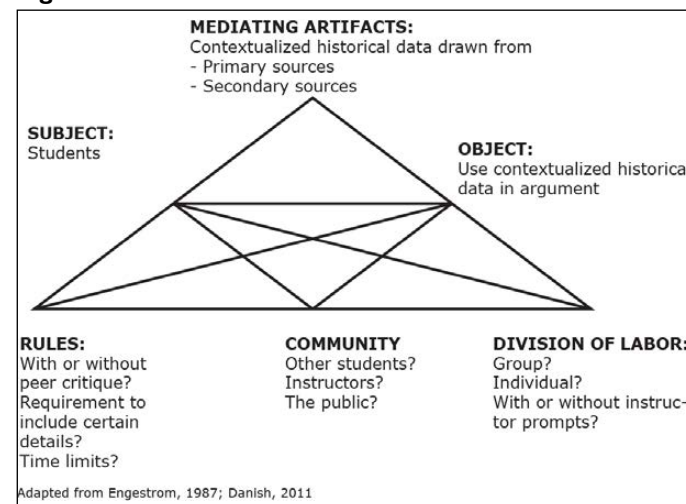 MEDIATING ARTIFACTS:
Contextualized historical data drawn from
- Primary sources
- Secondary sources
SUBJECT:
Students
OBJECT:
Use contextualized historica
data in argument
RULES:
With or without
peer critique?
Requirement to
include certain
details?
Time limits?
COMMUNITY
Other students?
Instructors?
The public?
DIVISION OF LABOR:
Group?
Individual?
With or without instruc-
tor prompts?
Adapted from Engestrom, 1987; Danish, 2011